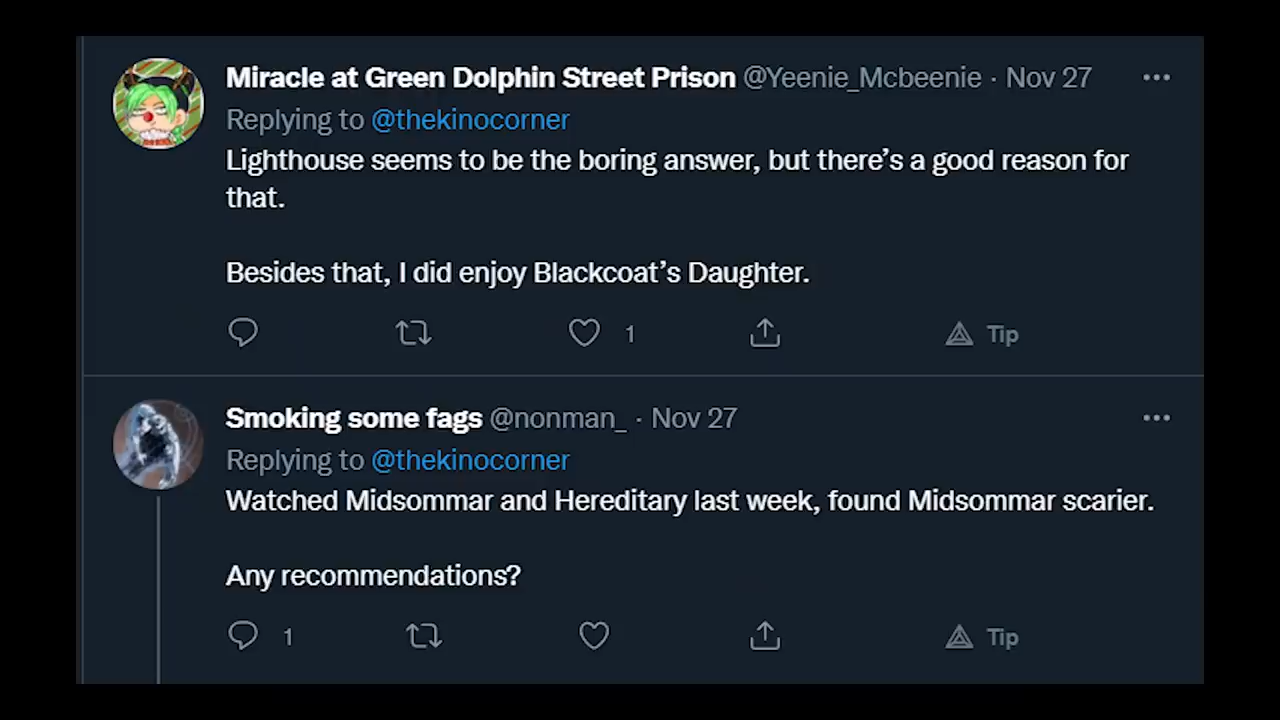 Miracle at Green Dolphin Street Prison @Yeenie_Mcbeenie · Nov 27
Replying to @thekinocorner
Lighthouse seems to be the boring answer, but there’s a good reason for
that.
Besides that, I did enjoy Blackcoat’s Daughter.
1 Tip
Smoking some fags @nonman_ · Nov 27
Replying to @thekinocorner
Watched Midsommar and Hereditary last week, found Midsommar scarier.
Any recommendations?
1 Tip